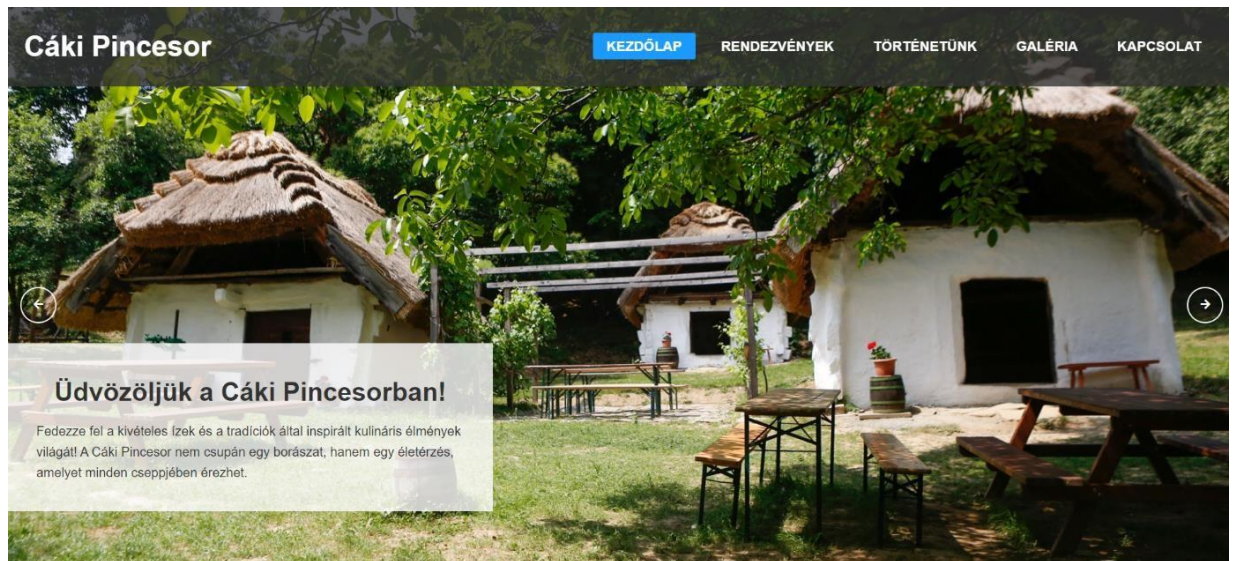 Cáki Pincesor
KEZDŐLAP RENDEZVÉNYEK TÖRTÉNETÜNK GALÉRIA KAPCSOLAT
Üdvözöljük a Cáki Pincesorban!
Fedezze fel a kivételes ízek és a tradíciók által inspirált kulináris élmények
világát! A Cáki Pincesor nem csupán egy borászat, hanem egy életérzés,
amelyet minden cseppjében érezhet.